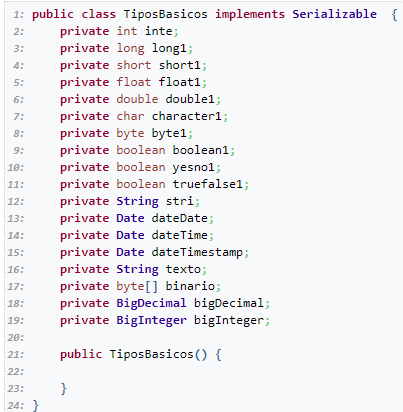 1: public class TiposBasicos implements Serializable {
2: private int inte;
3: private long long1;
4: private short short1;
5: private float float1;
6: private double double1;
7: private char character1;
8: private byte byte1;
9: private boolean boolean1;
10: private boolean yesno1;
11: private boolean truefalse1;
12: private String stri;
13: private Date dateDate;
14: private Date dateTime;
15: private Date dateTimestamp;
16: private String texto;
17: private byte[] binario;
18: private BigDecimal bigDecimal;
19: private BigInteger bigInteger;
20:
21: public TiposBasicos() {
22:
23: }
24: }